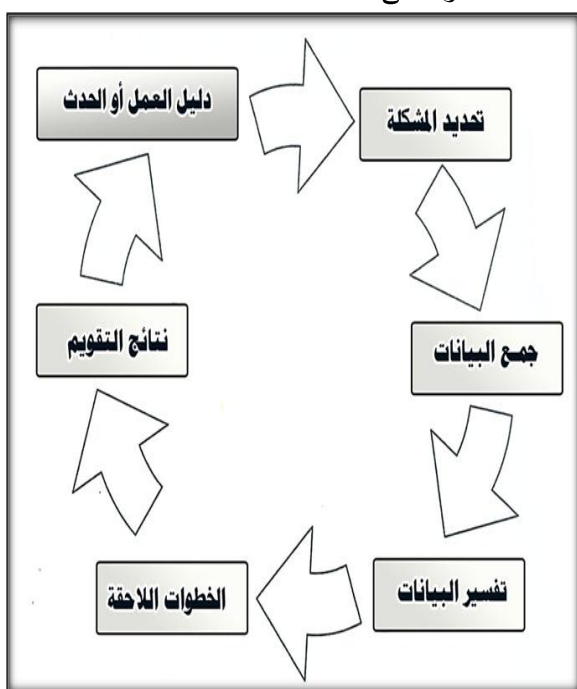 دليل العمل أو الحدث
تحديد المشكلة
جمع البيانات
تفسير البيانات
الخطوات اللاحقة
نتائج التقويم